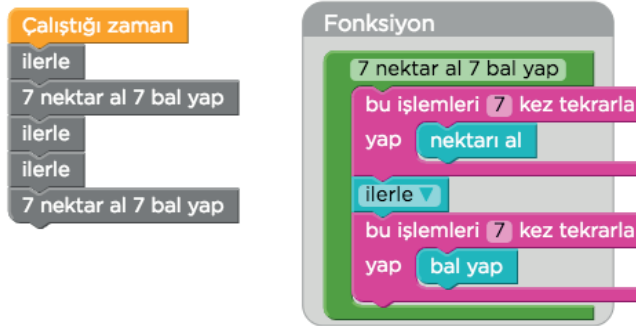 Çalıştığı zaman
ilerle
7 nektar al 7 bal yap
ilerle
ilerle
7 nektar al 7 bal yap
Fonksiyon
7 nektar al 7 bal yap
bu işlemleri 7 kez tekrarla
yap nektarı al
ilerle
bu işlemleri 7 kez tekrarla
yap bal yap